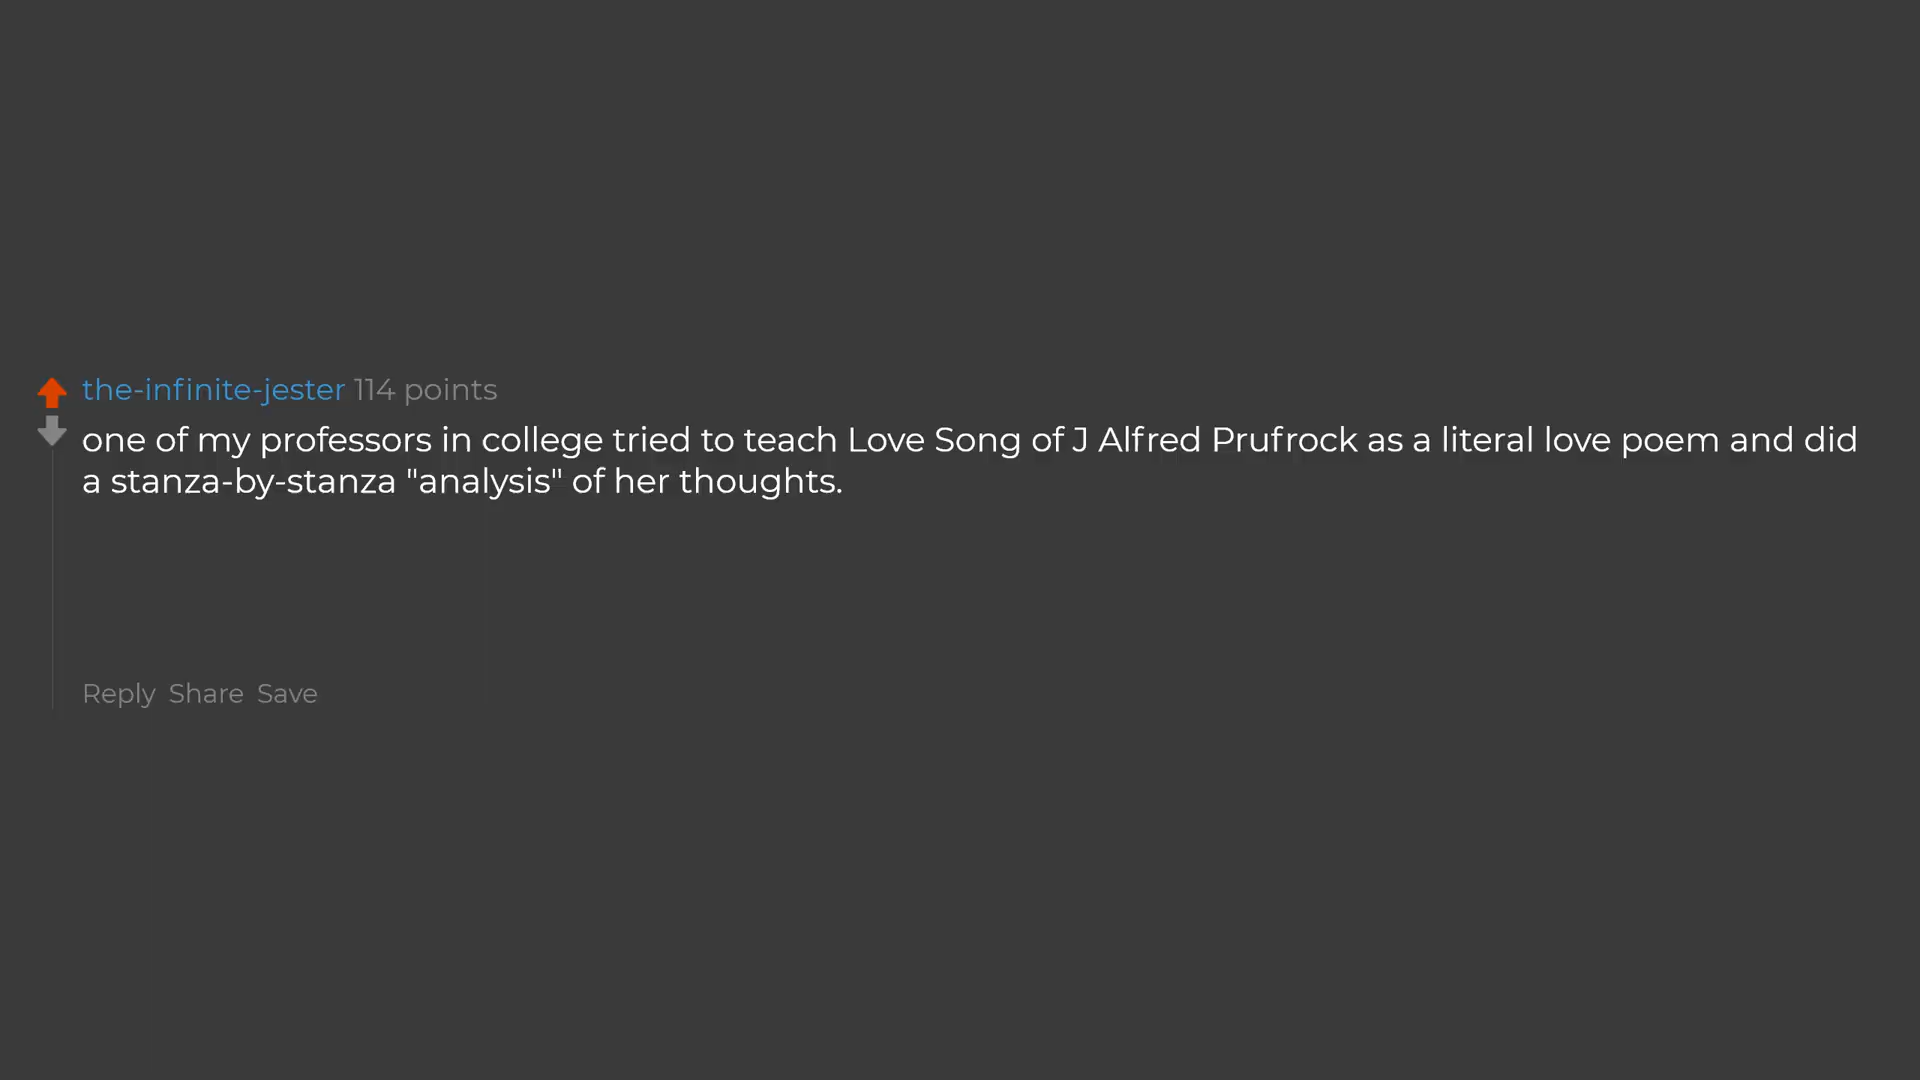 the-infinite-jester 114 points
one of my professors in college tried to teach Love Song of J Alfred Prufrock as a literal love poem and did
a stanza-by-stanza "analysis" of her thoughts.
Reply Share Save